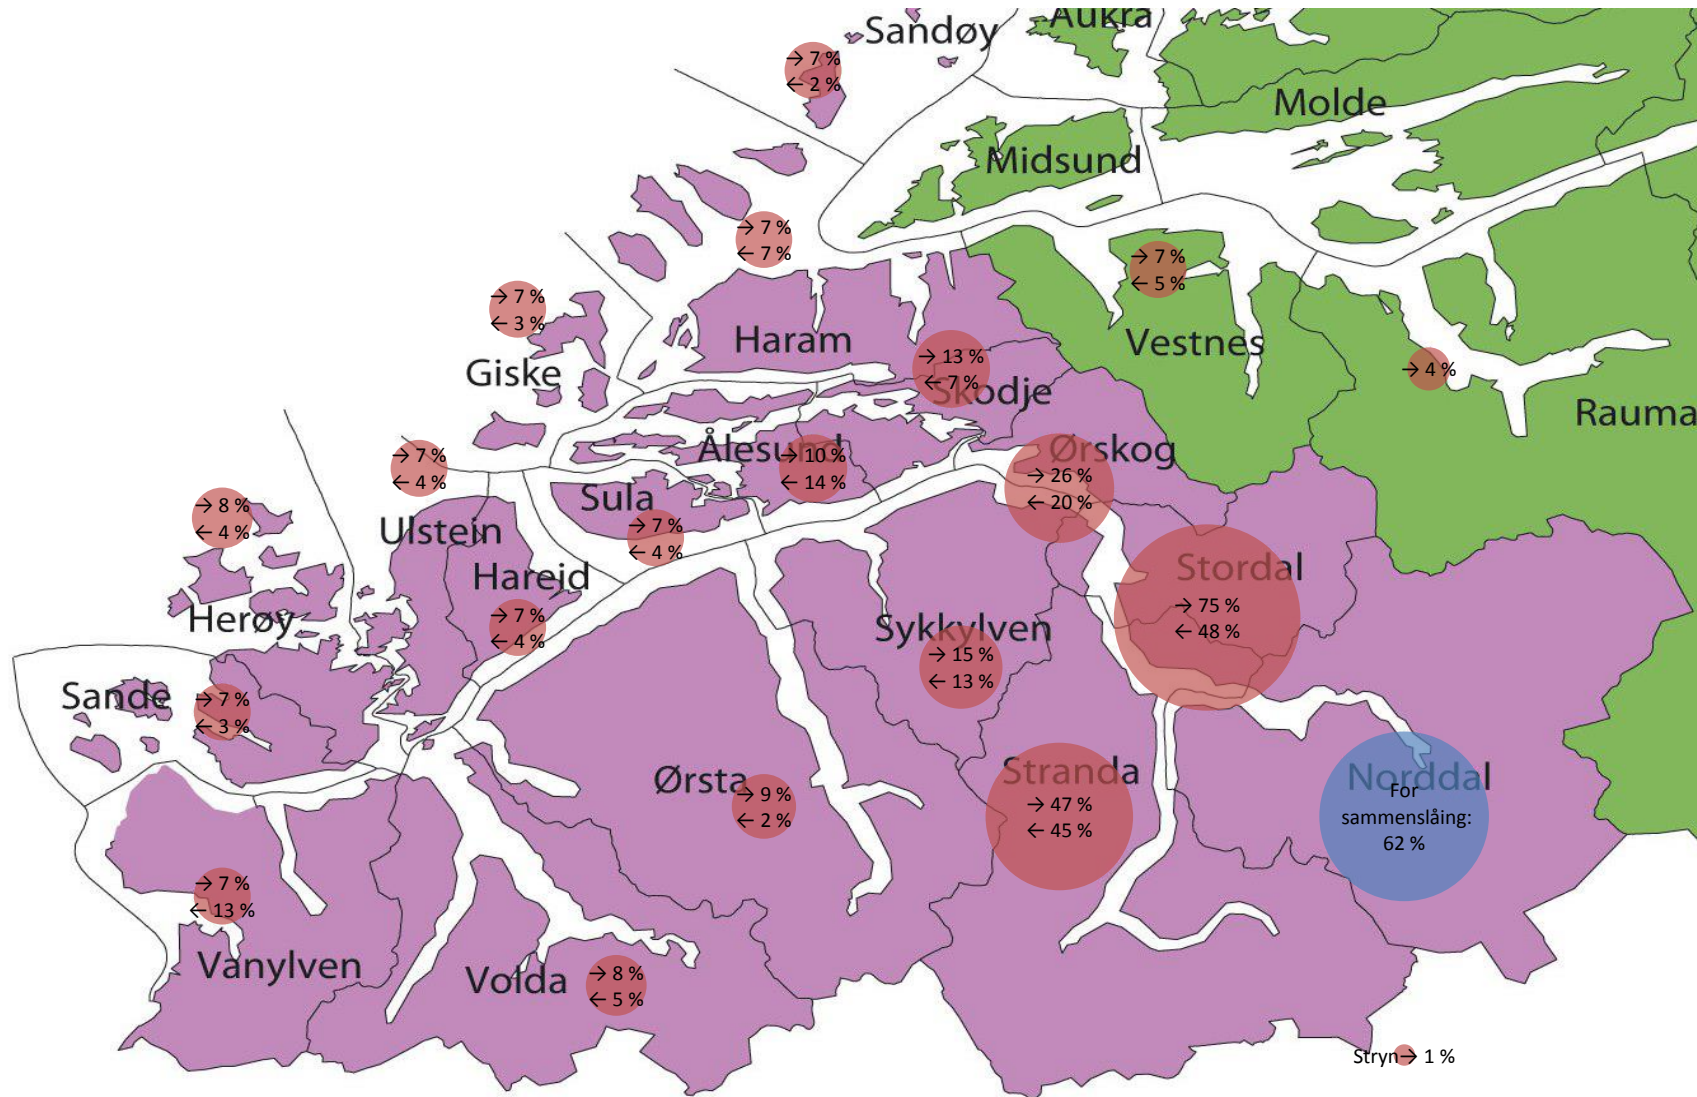 Sandøy
Aukra
→ 7 %
← 2 %
Molde
Midsund
→ 7 %
← 7 %
→ 7 %
← 5 %
→ 7 %
← 3 %
Haram
Vestnes
Giske
→ 13 %
← 7 %
Skodje
→ 4 %
Rauma
Ålesund
→ 10 %
← 14 %
Ørskog
→ 26 %
← 20 %
→ 7 %
← 4 %
Sula
→ 7 %
← 4 %
→ 8 %
← 4 %
Ulstein
Hareid
→ 7 %
← 4 %
Stordal
→ 75 %
← 48 %
Herøy
Sykkylven
→ 15 %
← 13 %
Sande
→ 7 %
← 3 %
Ørsta
→ 9 %
← 2 %
Stranda
→ 47 %
← 45 %
Norddal
For
sammenslåing:
62 %
→ 7 %
← 13 %
Vanylven
Volda
→ 8 %
← 5 %
Stryn → 1 %